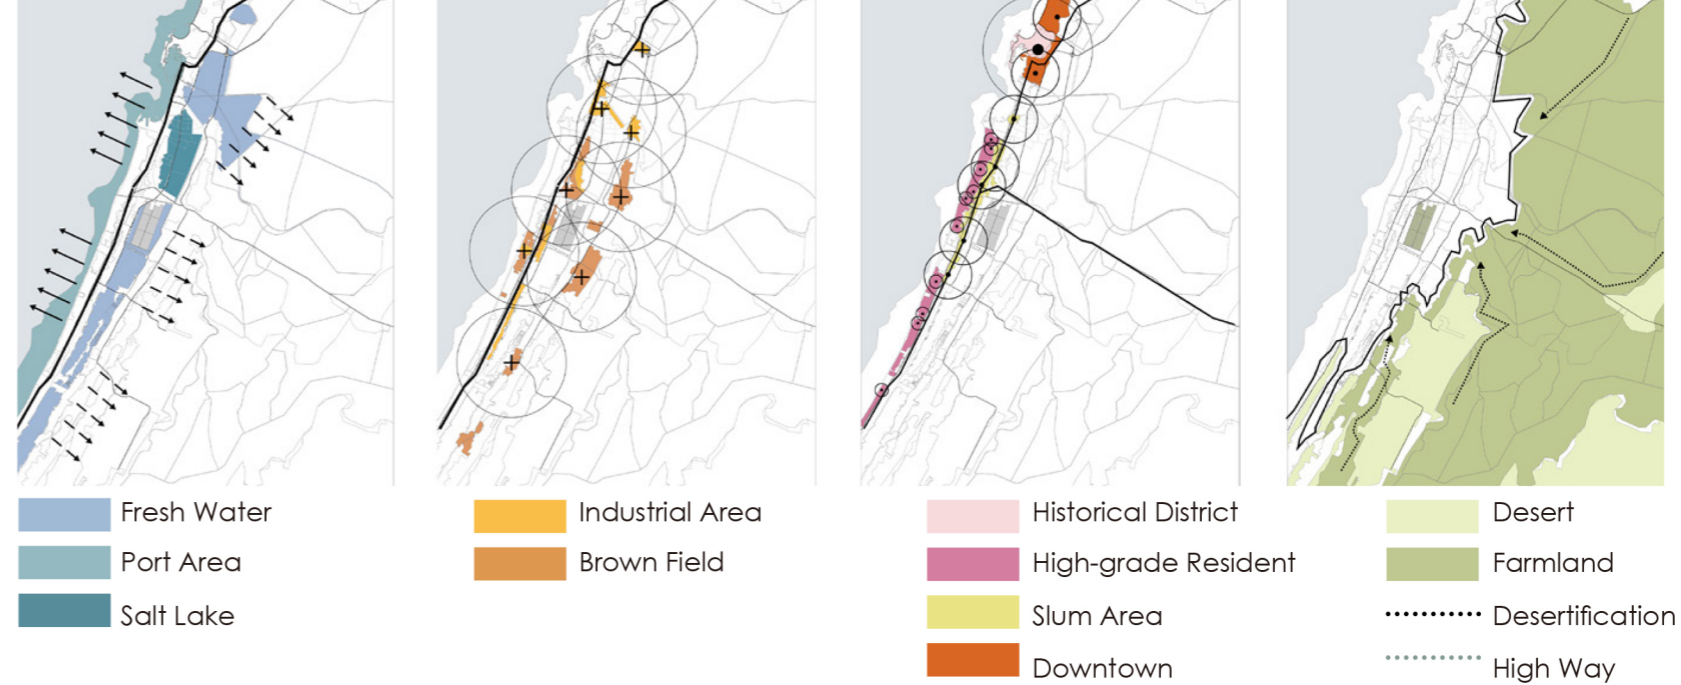 Fresh Water
Port Area
Salt Lake
Industrial Area
Brown Field
Historical District
High-grade Resident
Slum Area
Downtown
Desert
Farmland
Desertification
High Way